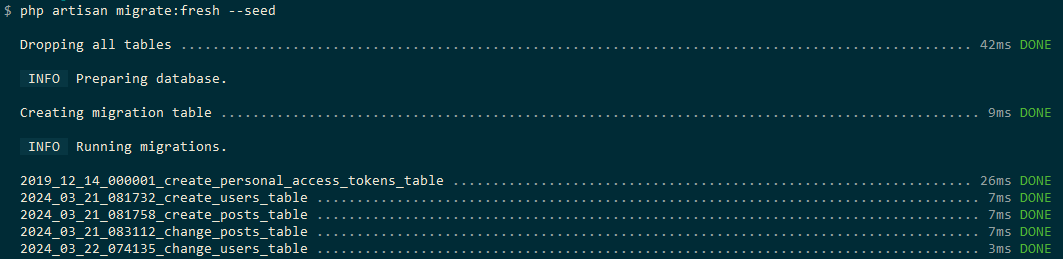 $ php artisan migrate:fresh --seed
Dropping all tables ................................................................................................... 42ms DONE
INFO Preparing database.
Creating migration table ............................................................................................... 9ms DONE
INFO Running migrations.
2019_12_14_000001_create_personal_access_tokens_table ................................................................. 26ms DONE
2024_03_21_081732_create_users_table ................................................................................... 7ms DONE
2024_03_21_081758_create_posts_table ................................................................................... 7ms DONE
2024_03_21_083112_change_posts_table ................................................................................... 7ms DONE
2024_03_22_074135_change_users_table ................................................................................... 3ms DONE